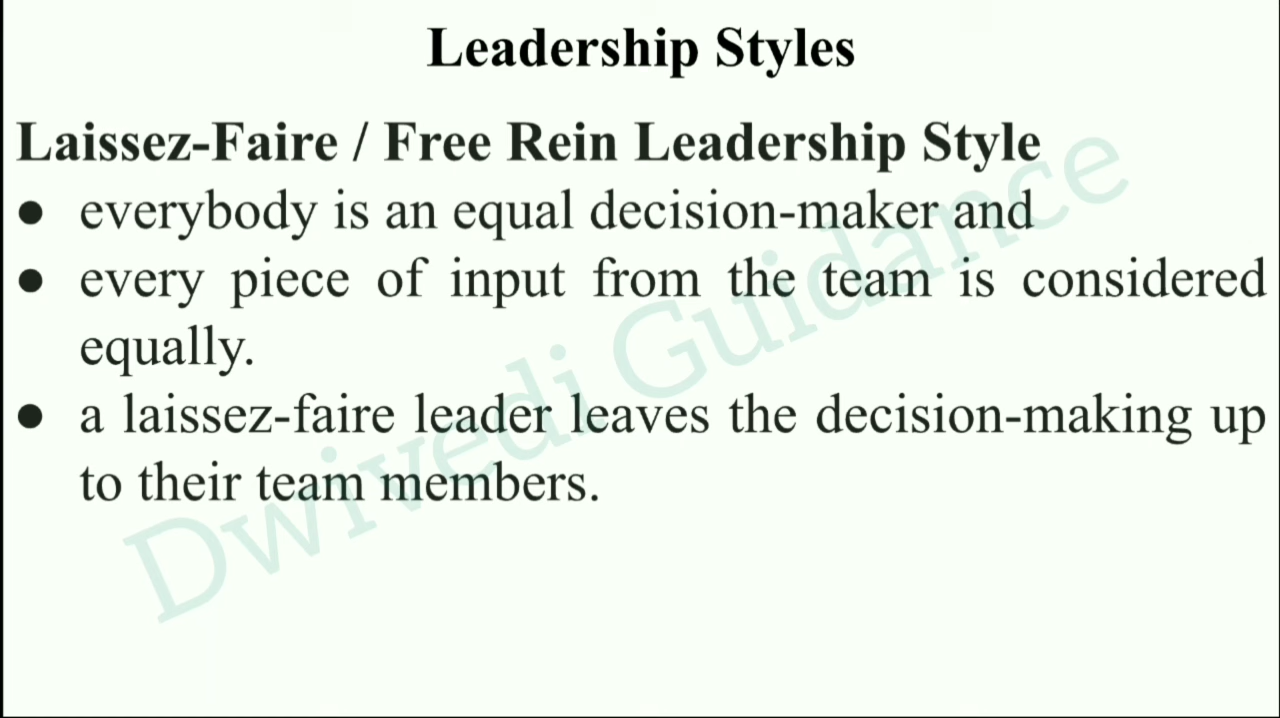 Leadership Styles
Laissez-Faire / Free Rein Leadership Style
● everybody is an equal decision-maker and
● every piece of input from the team is considered
equally.
● a laissez-faire leader leaves the decision-making up
to their team members.
Dwivedi Guidance